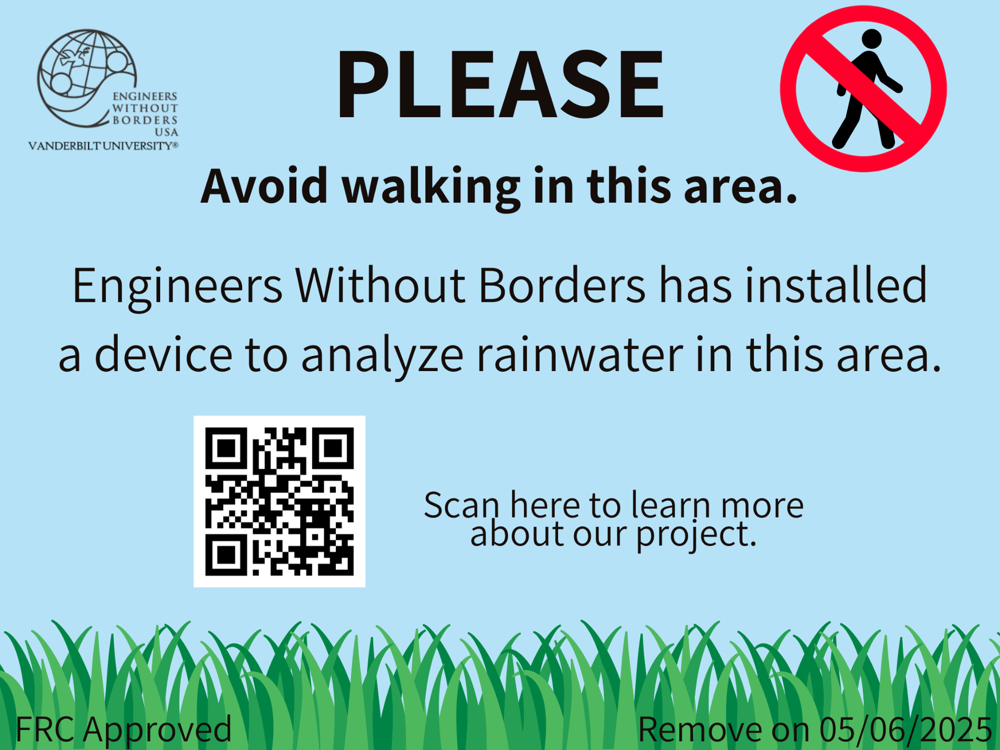 ENGINEERS
WITHOUT
BORDERS
USA
VANDERBILT UNIVERSITY®
PLEASE
Avoid walking in this area.
Engineers Without Borders has installed
a device to analyze rainwater in this area.
Scan here to learn more
about our project.
FRC Approved
Remove on 05/06/2025